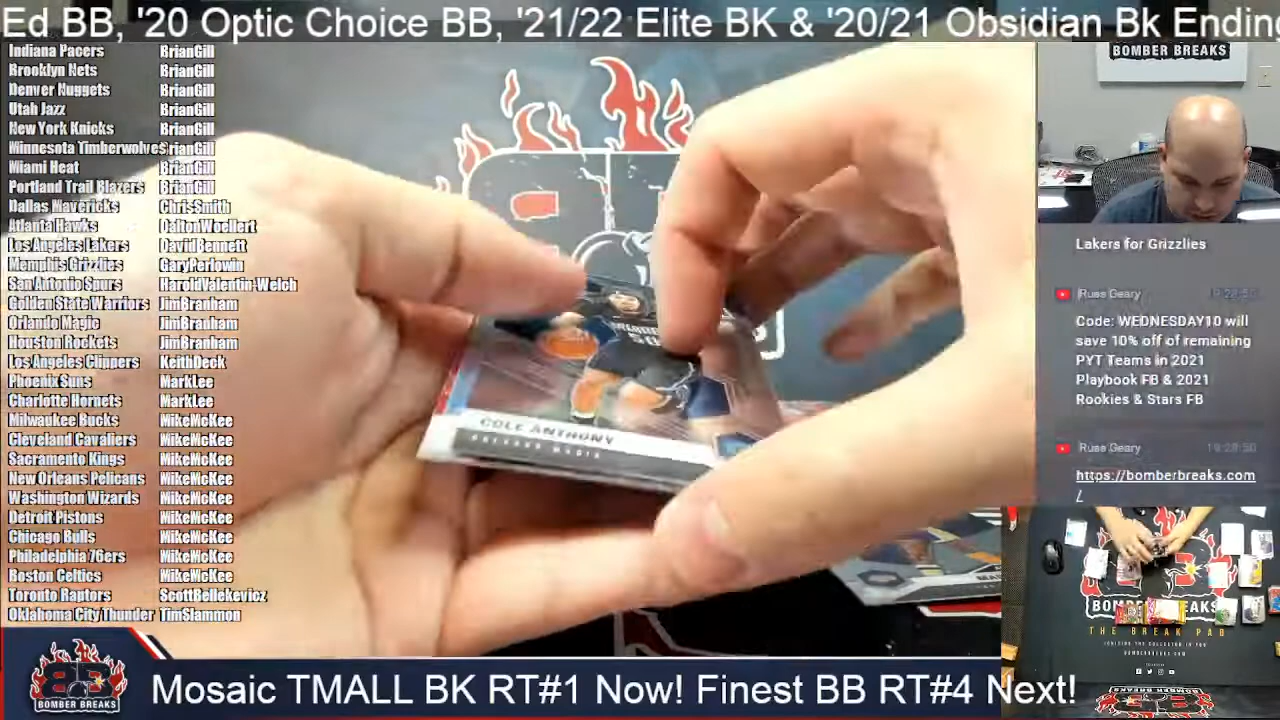 Ed BB, '20 Optic Choice BB, '21/22 Elite BK & '20/21 Obsidian Bk Ending
Indiana Pacers BrianGill
Brooklyn Nets BrianGill
Denver Nuggets BrianGill
Utah Jazz BrianGill
New York Knicks BrianGill
Minnesota Timberwolves BrianGill
Miami Heat BrianGill
Portland Trail Blazers BrianGill
Dallas Mavericks ChrisSmith
Atlanta Hawks DaltonWoellert
Los Angeles Lakers DavidBennett
Memphis Grizzlies GaryPerlowin
San Antonio Spurs HaroldValentin-Welch
Golden State Warriors JimBranham
Orlando Magic JimBranham
Houston Rockets JimBranham
Los Angeles Clippers KeithDeck
Phoenix Suns MarkLee
Charlotte Hornets MarkLee
Milwaukee Bucks MikeMcKee
Cleveland Cavaliers MikeMcKee
Sacramento Kings MikeMcKee
New Orleans Pelicans MikeMcKee
Washington Wizards MikeMcKee
Detroit Pistons MikeMcKee
Chicago Bulls MikeMcKee
Philadelphia 76ers MikeMcKee
Boston Celtics MikeMcKee
Toronto Raptors ScottBellekevicz
Oklahoma City Thunder TimSlammon
COLE ANTHONY
ORLANDO MAGIC
BOMBER BREAKS
Lakers for Grizzlies
Russ Geary
Code: WEDNESDAY10 will
save 10% off of remaining
PYT Teams in 2021
Playbook FB & 2021
Rookies & Stars FB
Russ Geary 19:28:50
https://bomberbreaks.com
/
BOMBER BREAKS
THE BREAK PAD
BOMBER BREAKS
Mosaic TMALL BK RT#1 Now! Finest BB RT#4 Next!